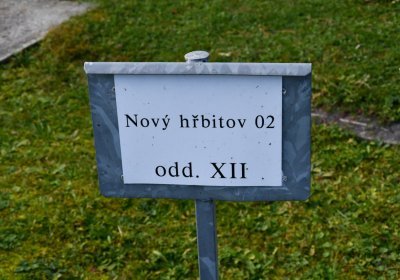 Nový hřbitov 02
odd. XII